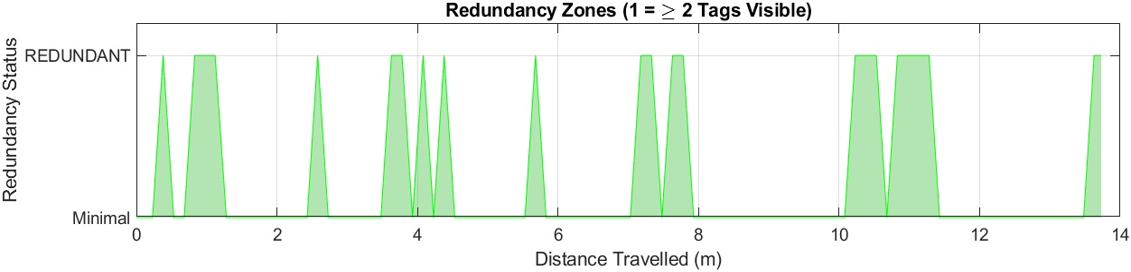 Redundancy Zones (1 = ≥ 2 Tags Visible)
Redundancy Status
REDUNDANT
Minimal
0 2 4 6 8 10 12 14
Distance Travelled (m)